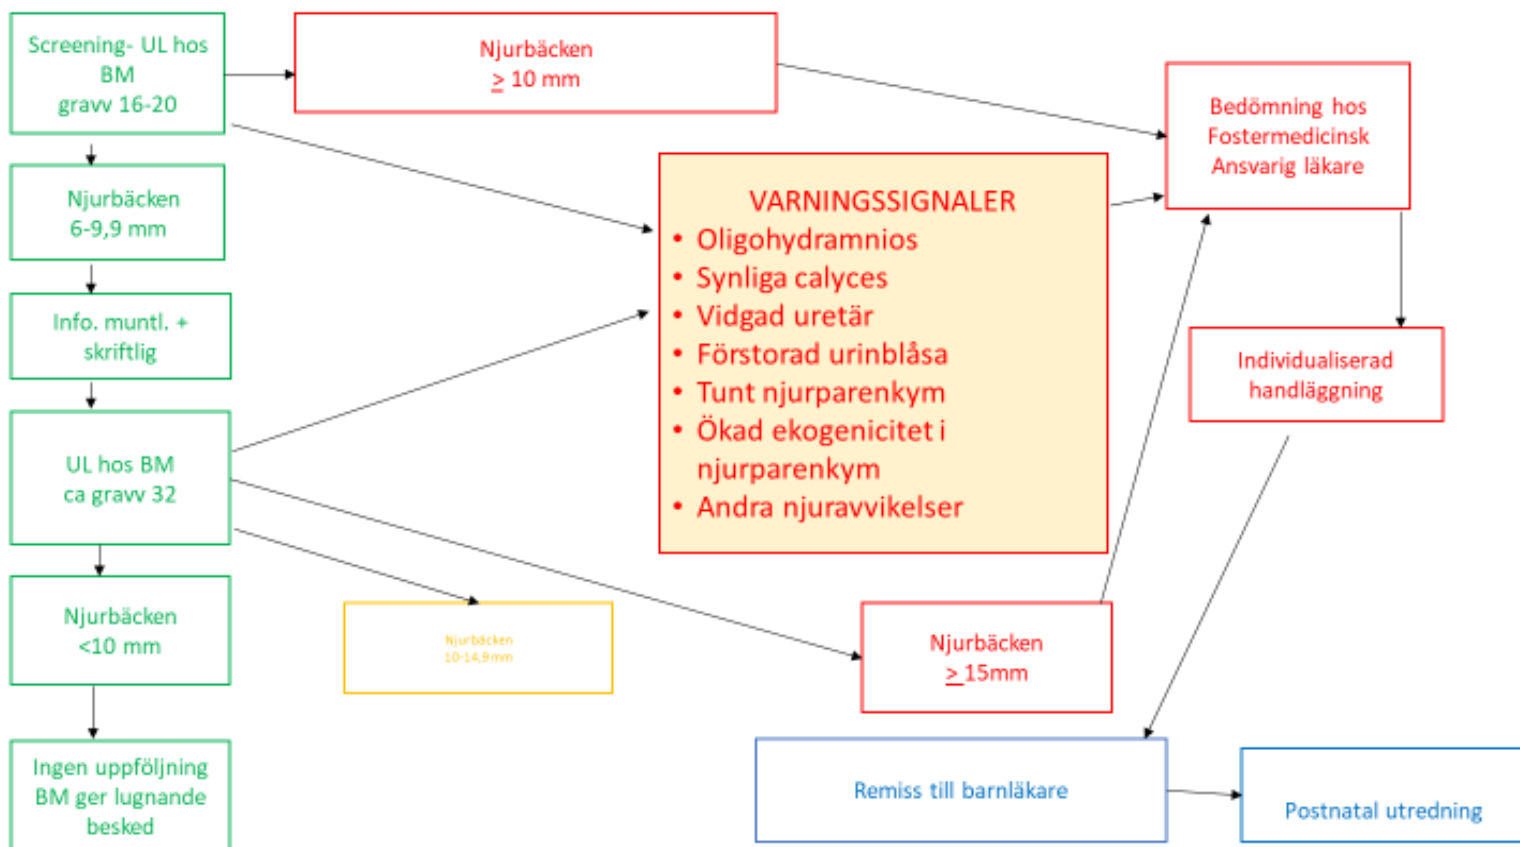 Screening- UL hos
BM
gravv 16-20
Njurbäcken
≥ 10 mm
Bedömning hos
Fostermedicinsk
Ansvarig läkare
Njurbäcken
6-9,9 mm
VARNINGSSIGNALER
• Oligohydramnios
• Synliga calyces
• Vidgad uretär
• Förstorad urinblåsa
• Tunt njurparenkym
• Ökad ekogenicitet i
njurparenkym
• Andra njuravvikelser
Info. muntl. +
skriftlig
Individualiserad
handläggning
UL hos BM
ca gravv 32
Njurbäcken
<10 mm
Njurbäcken
10-14,9mm
Njurbäcken
≥ 15mm
Ingen uppföljning
BM ger lugnande
besked
Remiss till barnläkare
Postnatal utredning